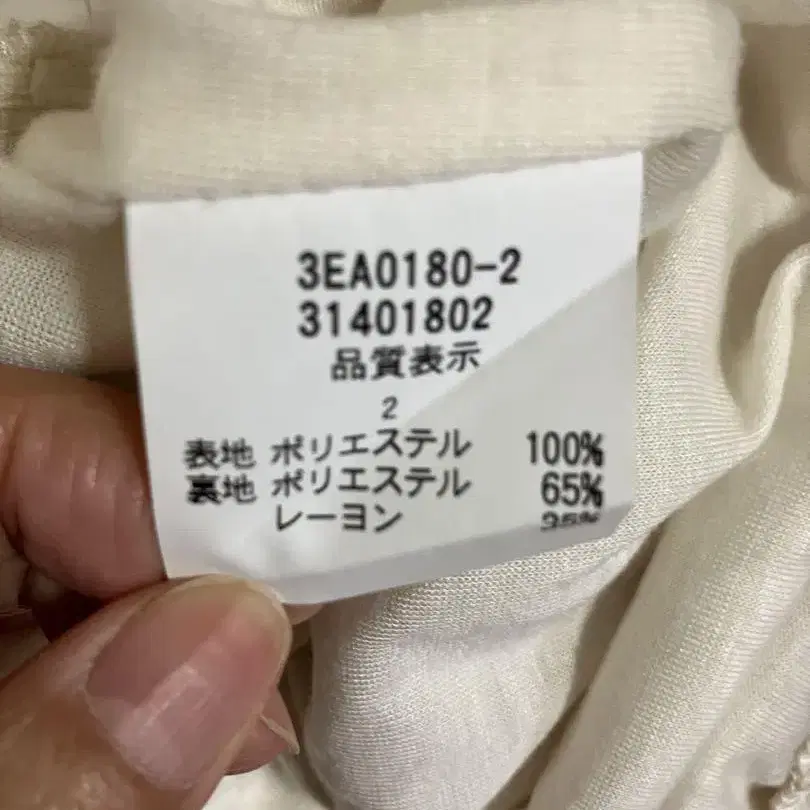 3EA0180-2
31401802
品質表示
2
表地 ポリエステル 100%
裏地 ポリエステル 65%
レーヨン 35%